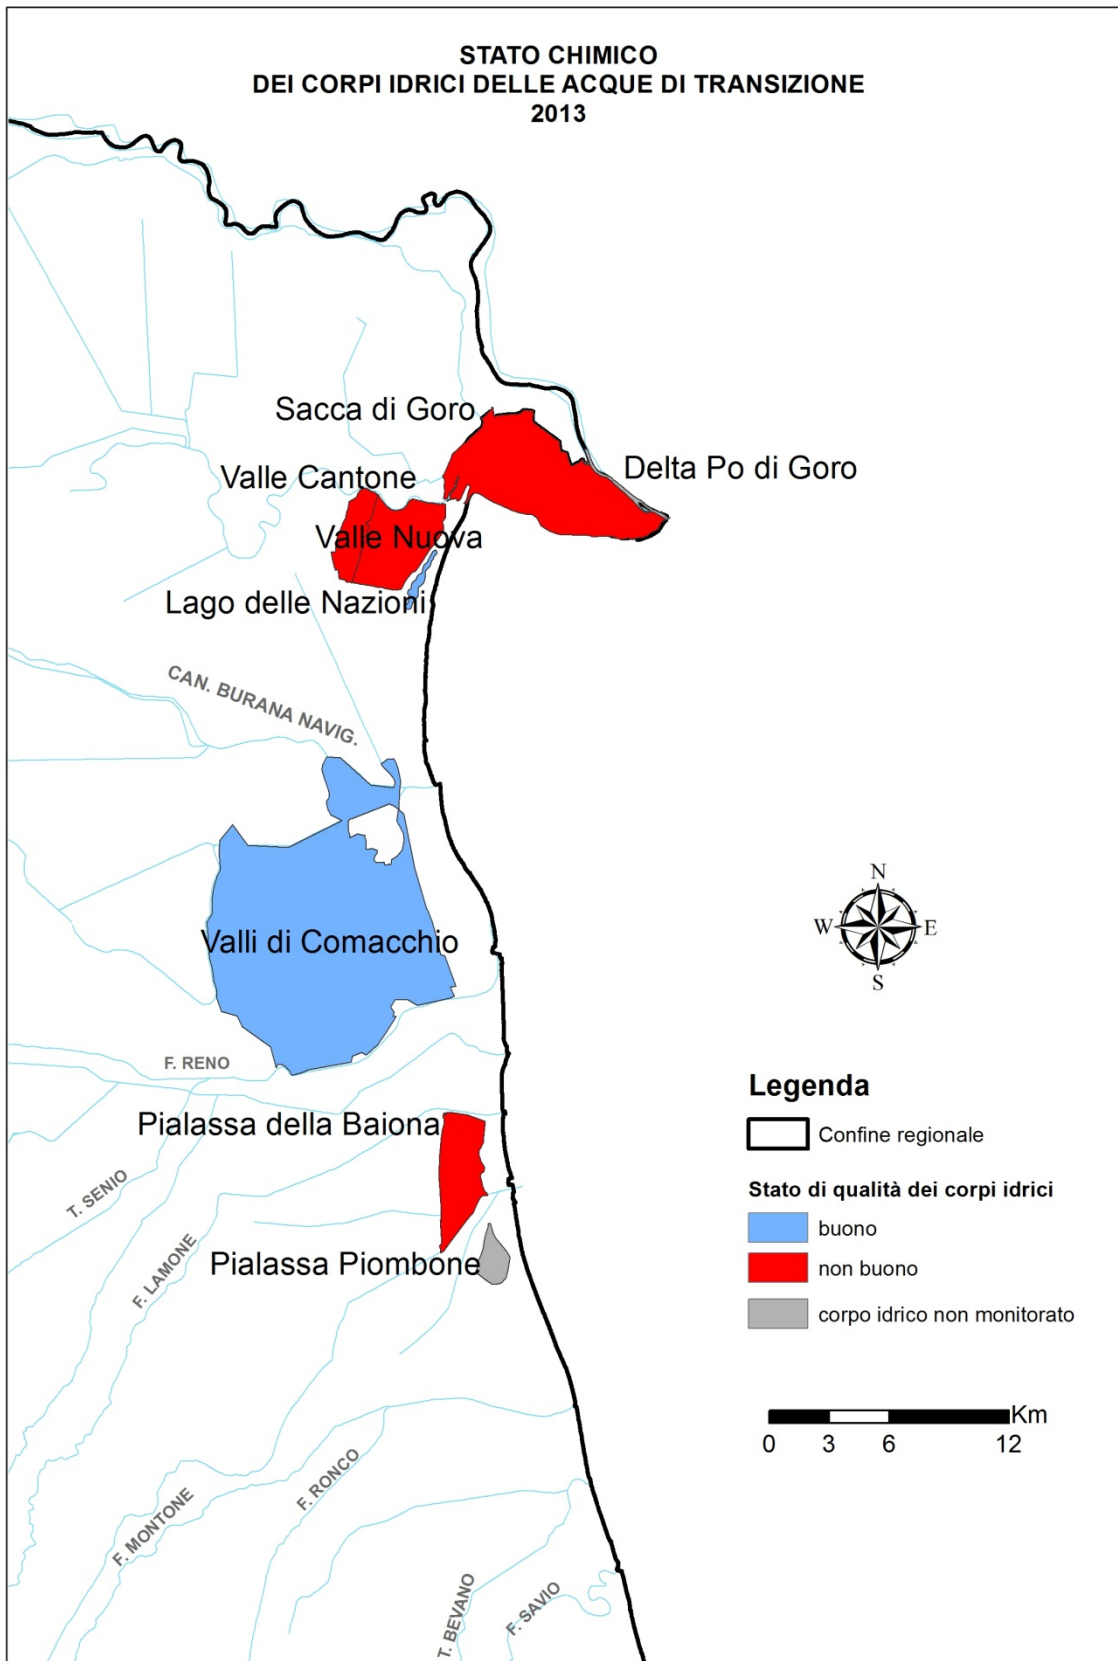 STATO CHIMICO
DEI CORPI IDRICI DELLE ACQUE DI TRANSIZIONE
2013
Sacca di Goro
Delta Po di Goro
Valle Cantone
Valle Nuova
Lago delle Nazioni
CAN. BURANA NAVIG.
N
W E
S
Valli di Comacchio
F. RENO
Legenda
Pialassa della Baiona
Confine regionale
T. SENIO
Stato di qualità dei corpi idrici
buono
F. LAMONE
Pialassa Piombone
non buono
corpo idrico non monitorato
Km
0 3 6 12
F. RONCO
F. MONTONE
T. BEVANO
F. SAVIO